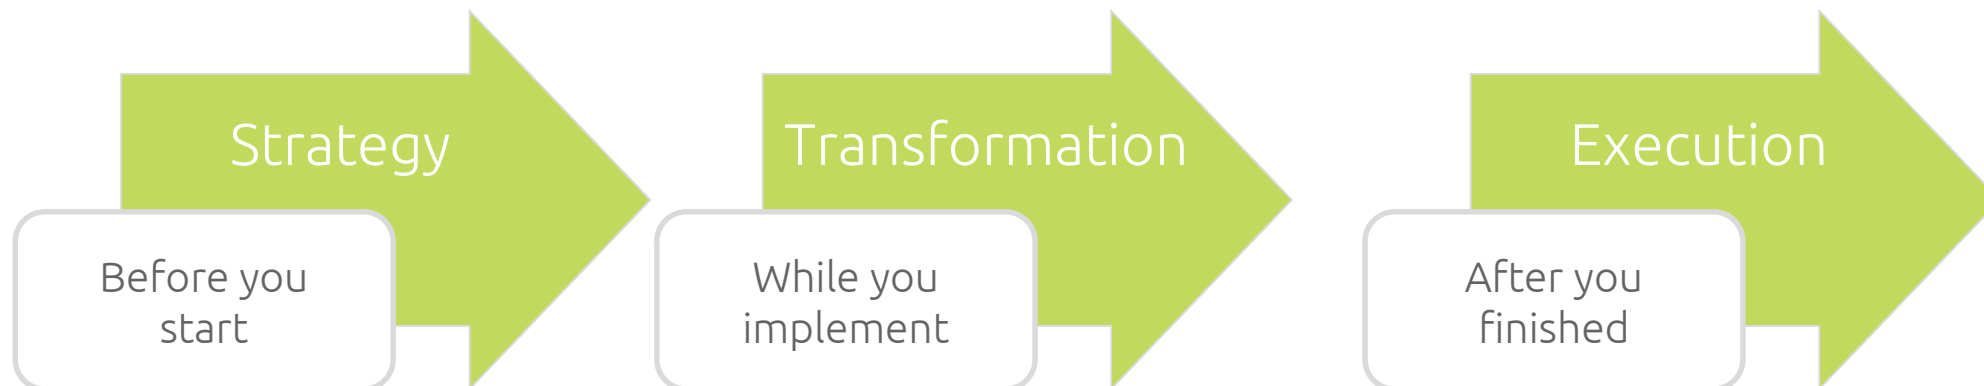 Strategy
Before you
start
Transformation
While you
implement
Execution
After you
finished